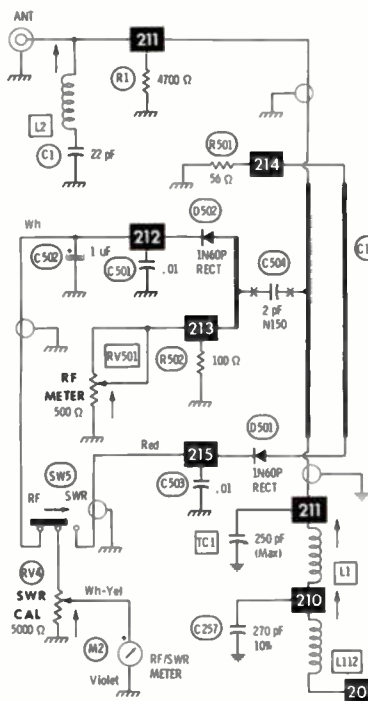 ANT
211
R1
4700 Ω
L2
C1
22 pF
R501
214
56 Ω
Wh
D502
212
C502
1 uF
C501
.01
1N60P
RECT
C504
2 pF
N150
213
RV501
R502
100 Ω
RF
METER
500 Ω
D501
Red
215
C503
.01
1N60P
RECT
SW5
RF
SWR
211
TC1
250 pF
(Max)
L1
RV4
SWR
CAL
5000 Ω
Wh-Yel
210
C257
270 pF
10%
M2
RF/SWR
METER
Violet
L112